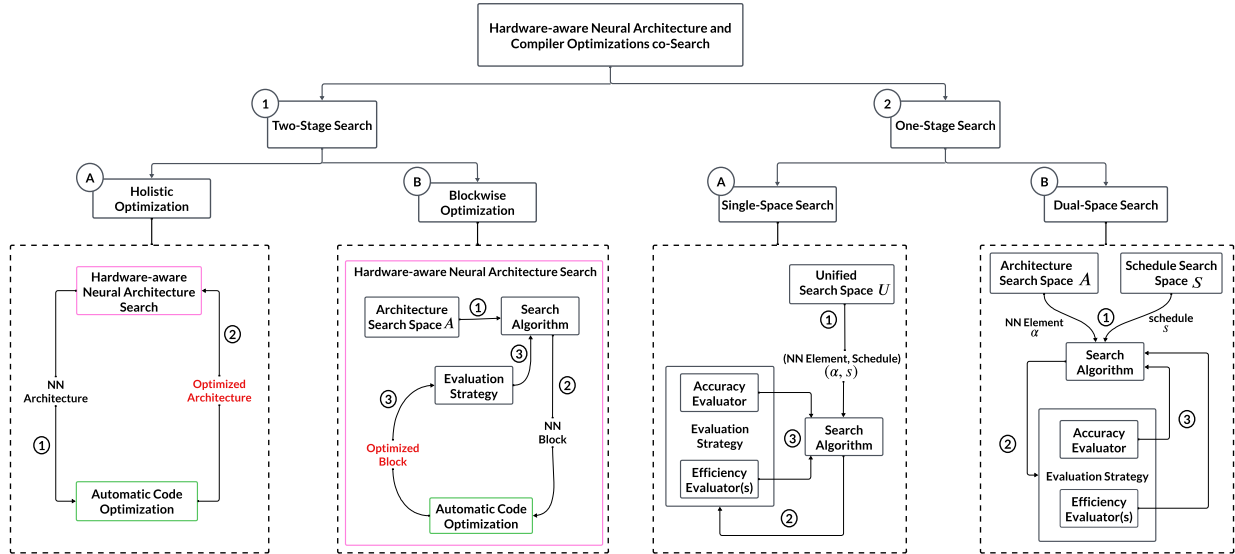 Hardware-aware Neural Architecture and
Compiler Optimizations co-Search
1
Two-Stage Search
2
One-Stage Search
A
Holistic
Optimization
B
Blockwise
Optimization
A
Single-Space Search
B
Dual-Space Search
Hardware-aware
Neural Architecture
Search
2
NN
Architecture
Optimized
Architecture
1
Automatic Code
Optimization
Hardware-aware Neural Architecture Search
Architecture
Search Space A
1
Search
Algorithm
3
Evaluation
Strategy
2
3
NN
Block
Optimized
Block
Automatic Code
Optimization
Unified
Search Space U
1
(NN Element, Schedule)
(α, s)
Accuracy
Evaluator
Evaluation
Strategy
3
Search
Algorithm
Efficiency
Evaluator(s)
2
Architecture
Search Space A
Schedule Search
Space S
NN Element
α
1
schedule
s
Search
Algorithm
2
3
Accuracy
Evaluator
Evaluation Strategy
Efficiency
Evaluator(s)